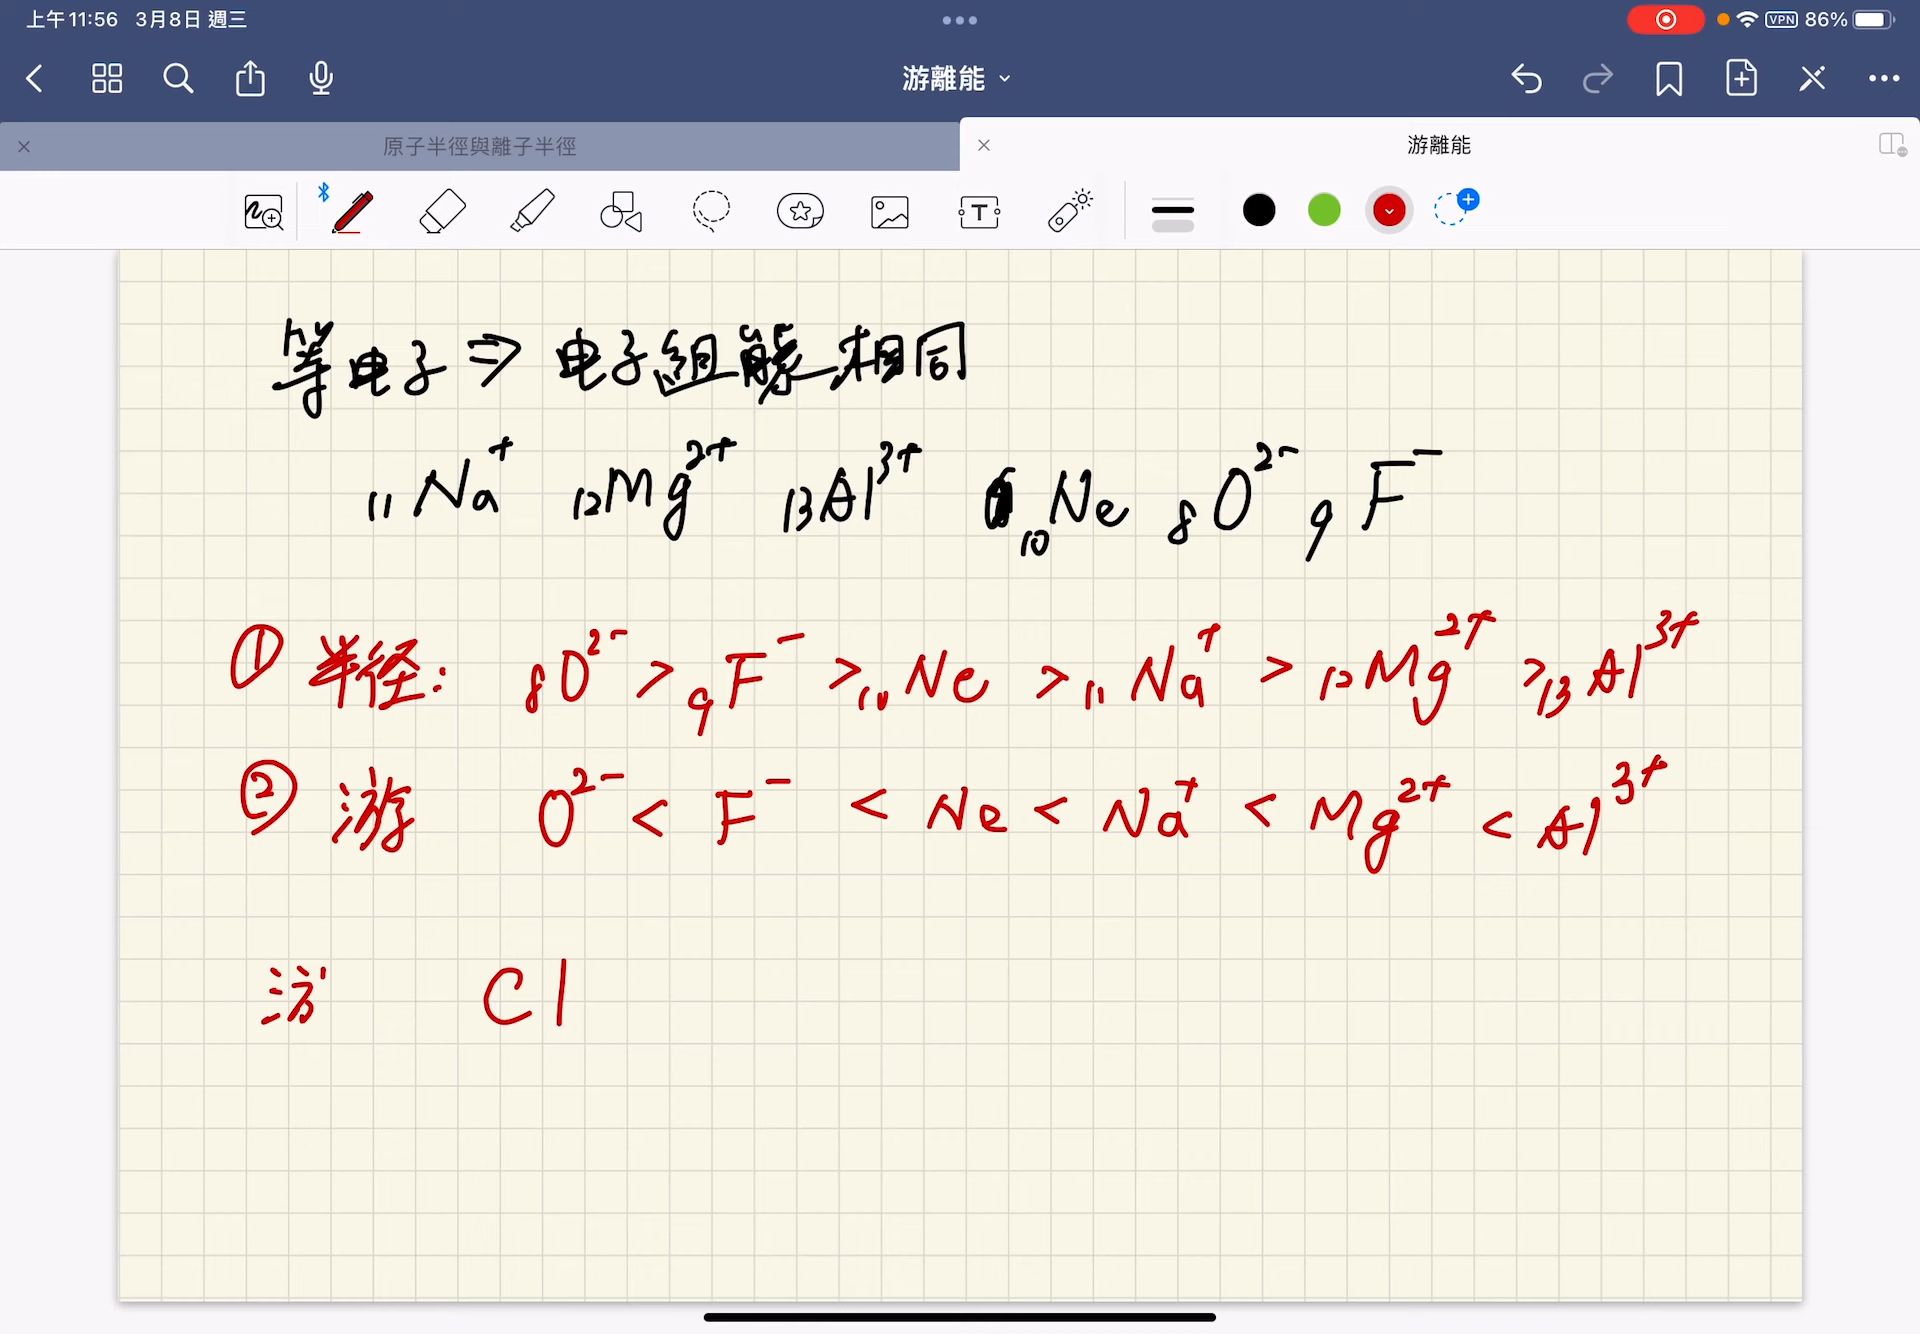 上午11:56 3月8日 週三
VPN 86%
游離能
原子半徑與離子半徑
游離能
T
等电子 ⇒ 电子組態相同
₁₁Na⁺ ₁₂Mg²⁺ ₁₃Al³⁺ ₁₀Ne ₈O²⁻ ₉F⁻
① 半径: ₈O²⁻ > ₉F⁻ > ₁₀Ne > ₁₁Na⁺ > ₁₂Mg²⁺ > ₁₃Al³⁺
② 游 O²⁻ < F⁻ < Ne < Na⁺ < Mg²⁺ < Al³⁺
Cl